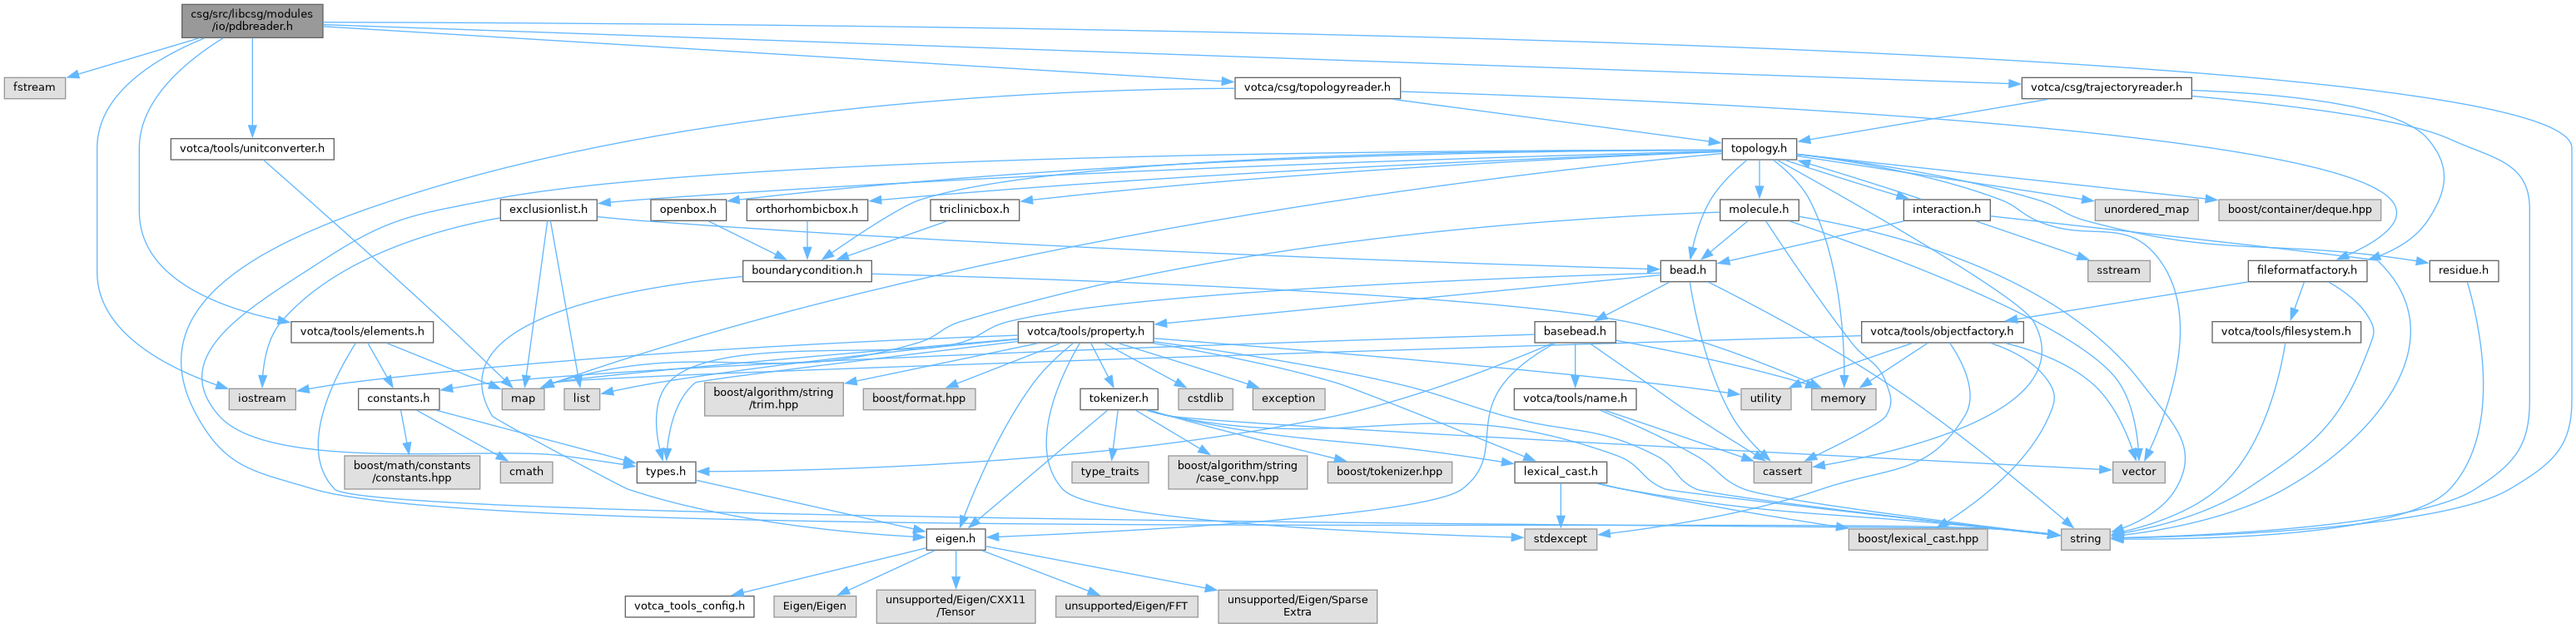 csg/src/libcsg/modules
/io/pdbreader.h
fstream
votca/csg/topologyreader.h
votca/csg/trajectoryreader.h
votca/tools/unitconverter.h
topology.h
exclusionlist.h
openbox.h
orthorhombicbox.h
triclinicbox.h
molecule.h
interaction.h
unordered_map
boost/container/deque.hpp
boundarycondition.h
bead.h
sstream
fileformatfactory.h
residue.h
votca/tools/elements.h
votca/tools/property.h
basebead.h
votca/tools/objectfactory.h
votca/tools/filesystem.h
iostream
constants.h
map
list
boost/algorithm/string
/trim.hpp
boost/format.hpp
tokenizer.h
cstdlib
exception
votca/tools/name.h
utility
memory
boost/math/constants
/constants.hpp
cmath
types.h
type_traits
boost/algorithm/string
/case_conv.hpp
boost/tokenizer.hpp
lexical_cast.h
cassert
vector
eigen.h
stdexcept
boost/lexical_cast.hpp
string
votca_tools_config.h
Eigen/Eigen
unsupported/Eigen/CXX11
/Tensor
unsupported/Eigen/FFT
unsupported/Eigen/Sparse
Extra